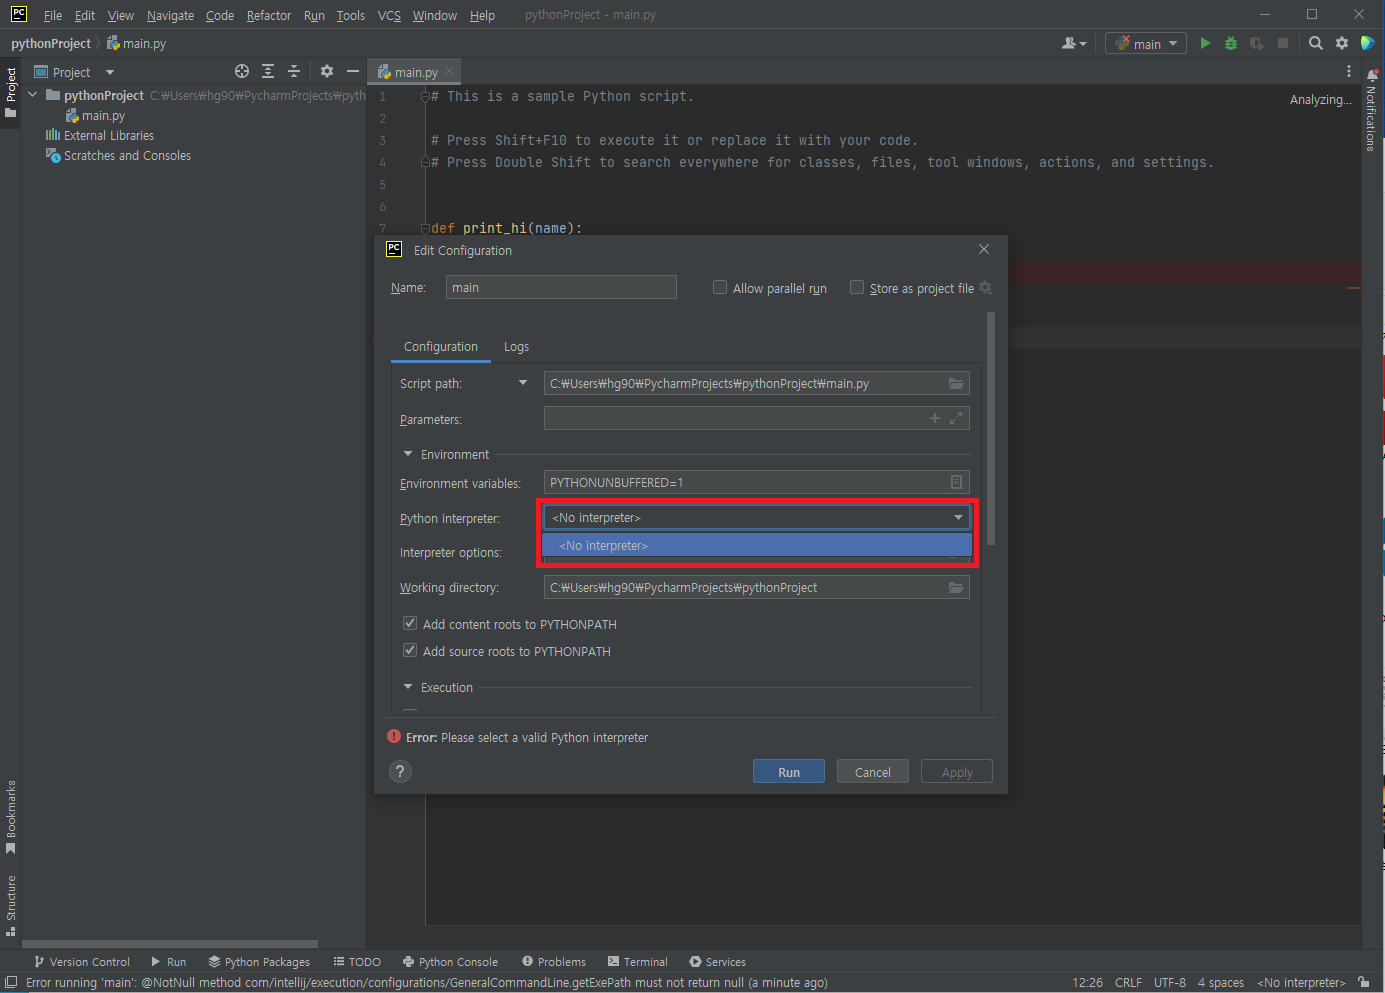 PC File Edit View Navigate Code Refactor Run Tools VCS Window Help pythonProject - main.py
pythonProject main.py main
Project Project main.py
pythonProject C:\Users\hg90\PycharmProjects\pyth
main.py
External Libraries
Scratches and Consoles
1 # This is a sample Python script.
2
3 # Press Shift+F10 to execute it or replace it with your code.
4 # Press Double Shift to search everywhere for classes, files, tool windows, actions, and settings.
5
6
7 def print_hi(name):
Analyzing...
Notifications
PC Edit Configuration
Name: main Allow parallel run Store as project file
Configuration Logs
Script path: C:₩Users₩hg90₩PycharmProjects₩pythonProject₩main.py
Parameters:
Environment
Environment variables: PYTHONUNBUFFERED=1
Python interpreter: <No interpreter>
<No interpreter>
Interpreter options:
Working directory: C:₩Users₩hg90₩PycharmProjects₩pythonProject
Add content roots to PYTHONPATH
Add source roots to PYTHONPATH
Execution
Error: Please select a valid Python interpreter
? Run Cancel Apply
Bookmarks
Structure
Version Control Run Python Packages TODO Python Console Problems Terminal Services
Error running 'main': @NotNull method com/intellij/execution/configurations/GeneralCommandLine.getExePath must not return null (a minute ago) 12:26 CRLF UTF-8 4 spaces <No interpreter>